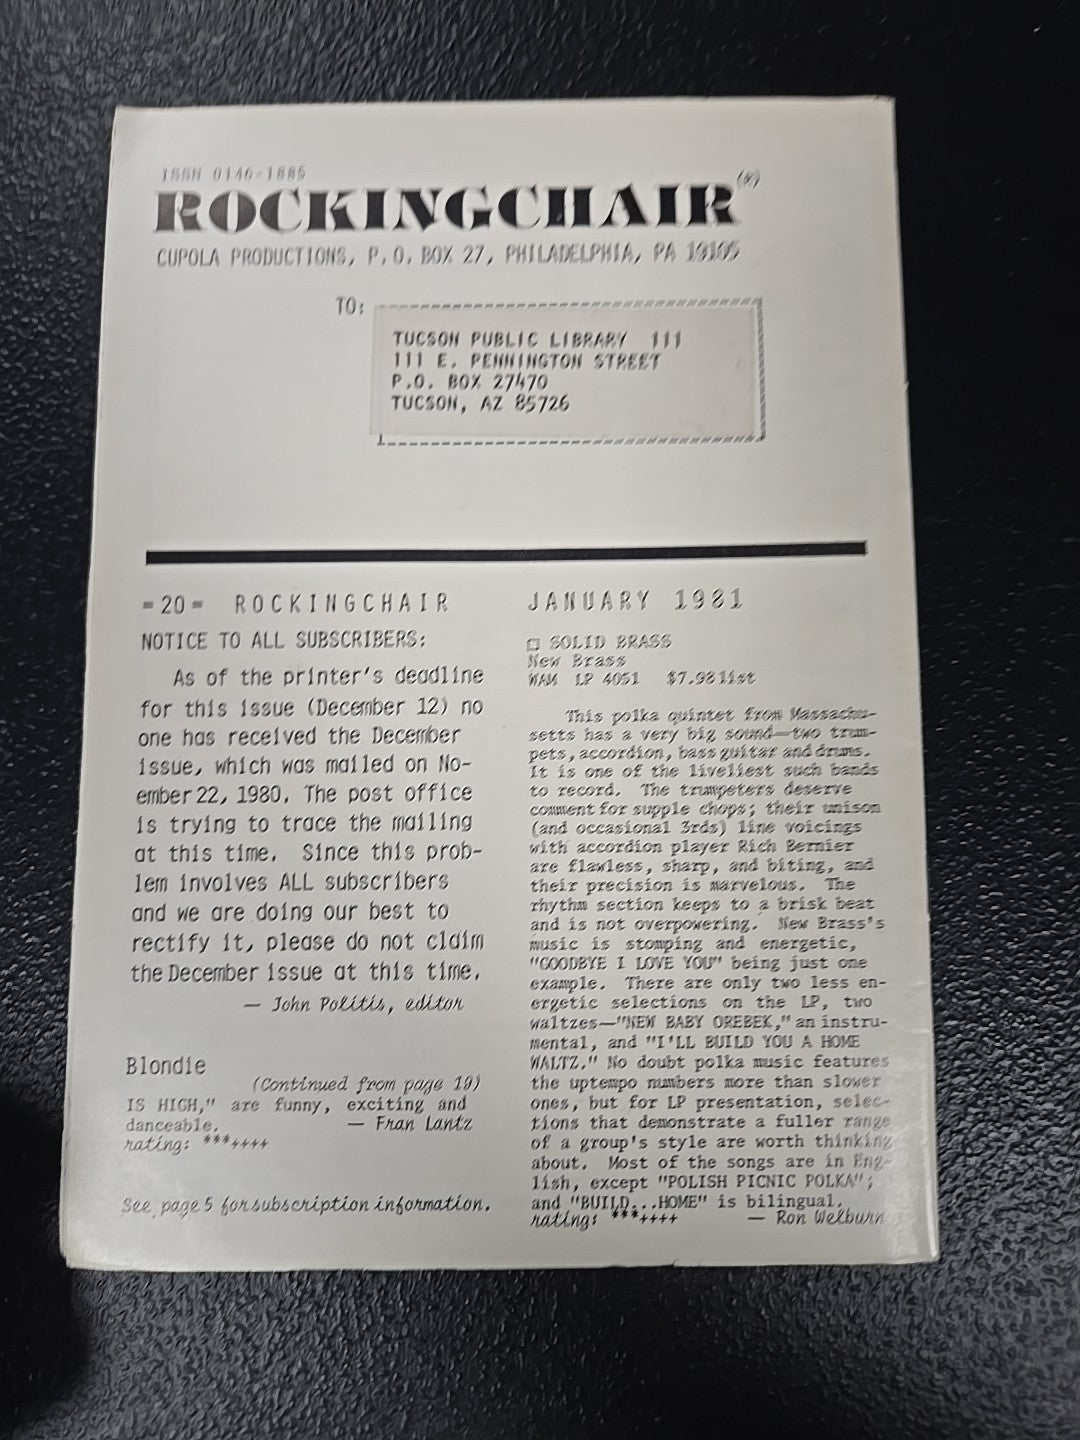 ISSN 0146-1885
ROCKINGCHAIR (R)
CUPOLA PRODUCTIONS, P.O. BOX 27, PHILADELPHIA, PA 19105
TO:
TUCSON PUBLIC LIBRARY 111
111 E. PENNINGTON STREET
P.O. BOX 27470
TUCSON, AZ 85726
=20= ROCKINGCHAIR
NOTICE TO ALL SUBSCRIBERS:
As of the printer's deadline
for this issue (December 12) no
one has received the December
issue, which was mailed on No-
ember 22, 1980. The post office
is trying to trace the mailing
at this time. Since this prob-
lem involves ALL subscribers
and we are doing our best to
rectify it, please do not claim
the December issue at this time.
— John Politis, editor
Blondie
(Continued from page 19)
IS HIGH," are funny, exciting and
danceable. — Fran Lantz
rating: ***++++
See page 5 for subscription information.
JANUARY 1981
□ SOLID BRASS
New Brass
WAM LP 4051 $7.98 list
This polka quintet from Massachu-
setts has a very big sound—two trum-
pets, accordion, bass guitar and drums.
It is one of the liveliest such bands
to record. The trumpeters deserve
comment for supple chops; their unison
(and occasional 3rds) line voicings
with accordion player Rich Bernier
are flawless, sharp, and biting, and
their precision is marvelous. The
rhythm section keeps to a brisk beat
and is not overpowering. New Brass's
music is stomping and energetic,
"GOODBYE I LOVE YOU" being just one
example. There are only two less en-
ergetic selections on the LP, two
waltzes—"NEW BABY OREBEK," an instru-
mental, and "I'LL BUILD YOU A HOME
WALTZ." No doubt polka music features
the uptempo numbers more than slower
ones, but for LP presentation, selec-
tions that demonstrate a fuller range
of a group's style are worth thinking
about. Most of the songs are in Eng-
lish, except "POLISH PICNIC POLKA";
and "BUILD...HOME" is bilingual.
rating: ***++++ — Ron Welburn